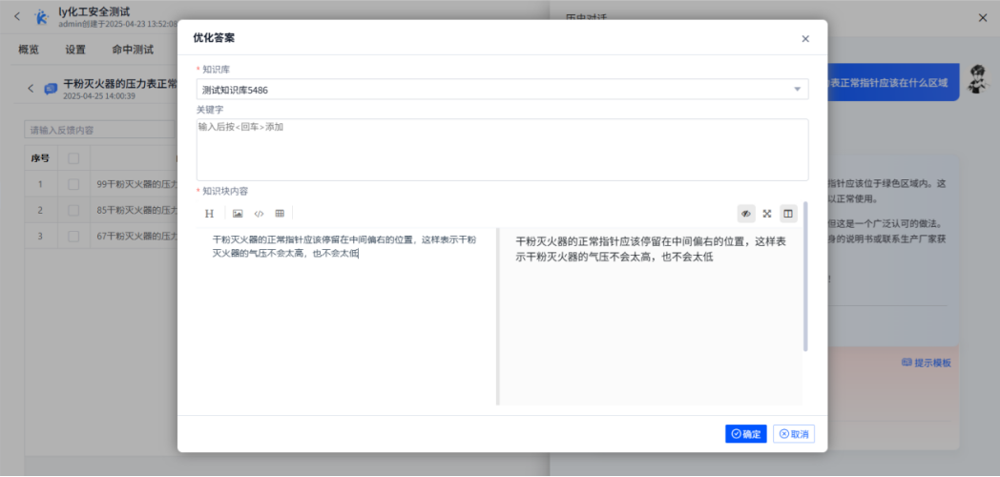 ly化工安全测试
admin创建于2025-04-23 13:52:08
历史对话
概览 设置 命中测试
干粉灭火器的压力表正常
2025-04-25 14:00:39
表正常指针应该在什么区域
请输入反馈内容
序号
1 99干粉灭火器的压力
2 85干粉灭火器的压力
3 67干粉灭火器的压力
优化答案
* 知识库
测试知识库5486
关键字
输入后按<回车>添加
* 知识块内容
H
干粉灭火器的正常指针应该停留在中间偏右的位置，这样表示干粉
灭火器的气压不会太高，也不会太低
干粉灭火器的正常指针应该停留在中间偏右的位置，这样表
示干粉灭火器的气压不会太高，也不会太低
确定 取消
指针应该位于绿色区域内。这
以正常使用。
但这是一个广泛认可的做法。
身的说明书或联系生产厂家获
！
提示模板